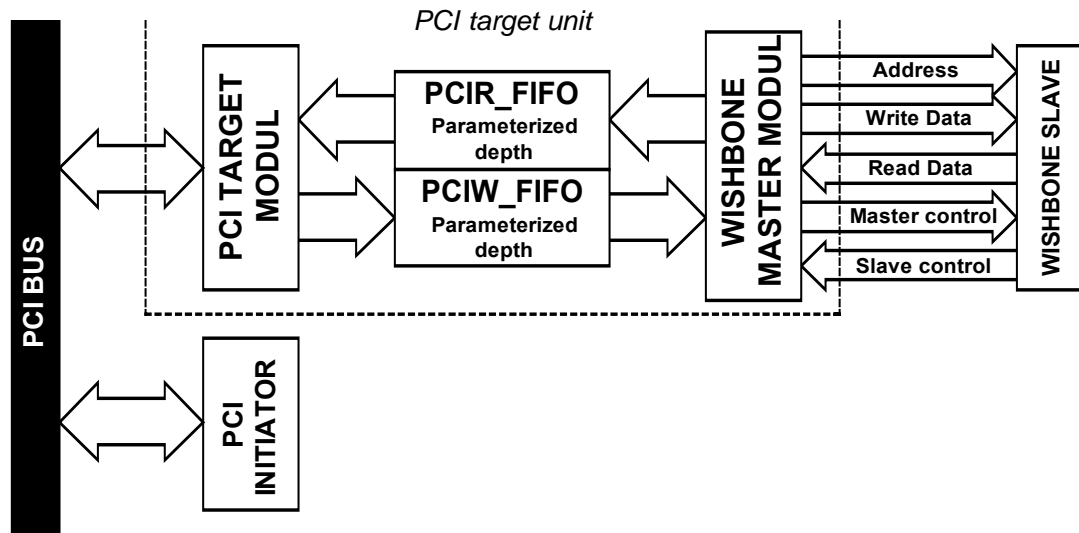 PCI target unit
PCI BUS
PCI TARGET
MODUL
PCIR_FIFO
Parameterized
depth
PCIW_FIFO
Parameterized
depth
WISHBONE
MASTER MODUL
Address
Write Data
Read Data
Master control
Slave control
WISHBONE SLAVE
PCI
INITIATOR